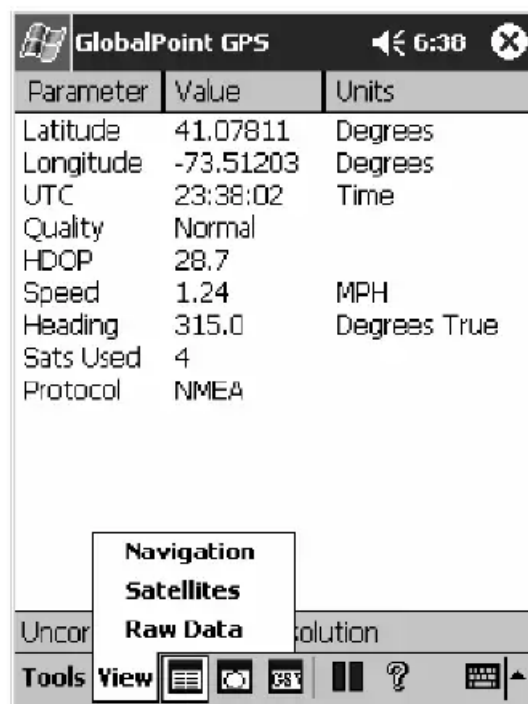 GlobalPoint GPS 6:38
Parameter Value Units
Latitude 41.07811 Degrees
Longitude -73.51203 Degrees
UTC 23:38:02 Time
Quality Normal
HDOP 28.7
Speed 1.24 MPH
Heading 315.0 Degrees True
Sats Used 4
Protocol NMEA
Navigation
Satellites
Raw Data
Uncor olution
Tools View